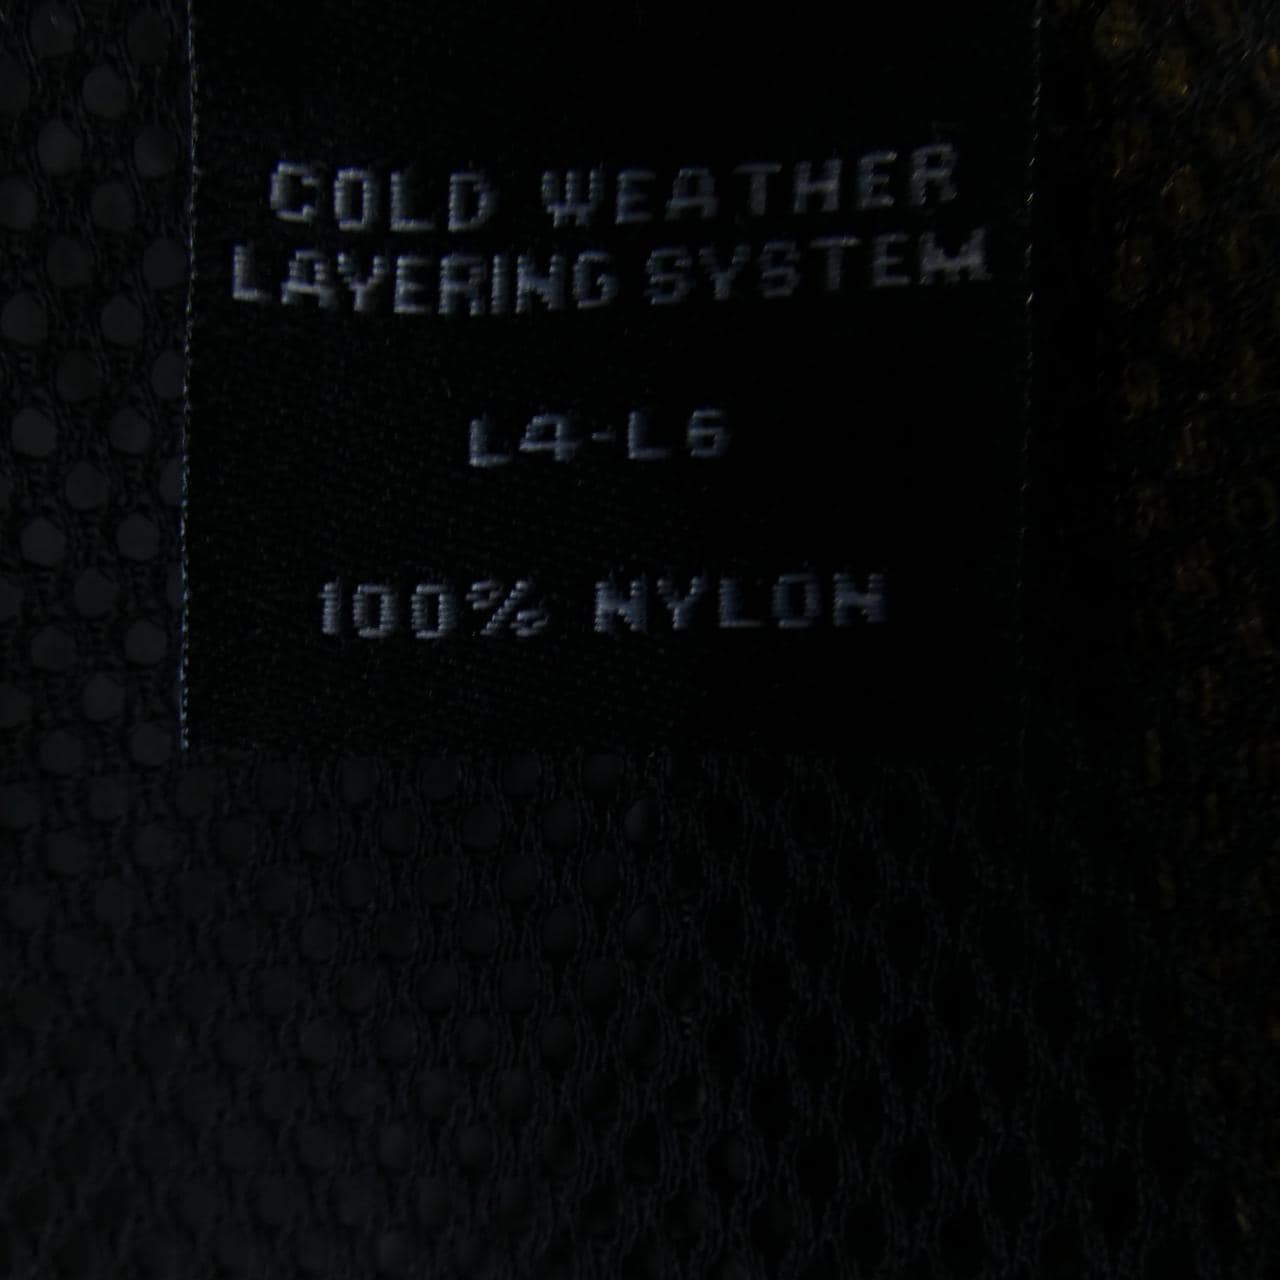 COLD WEATHER
LAYERING SYSTEM
L4-L6
100% NYLON